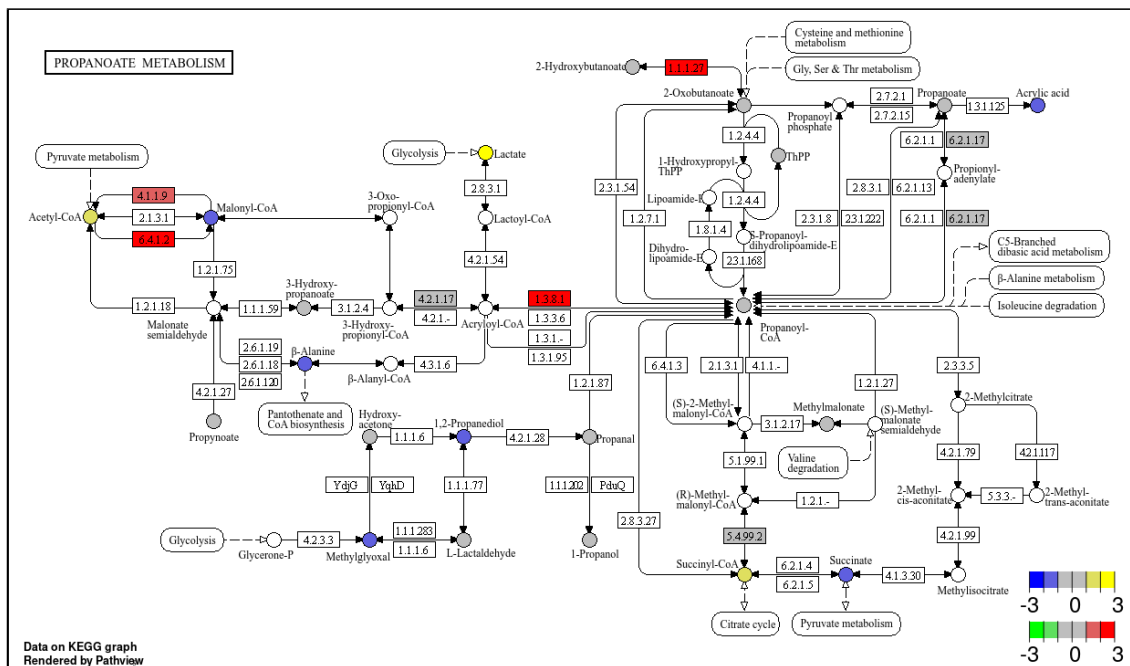 PROPANOATE METABOLISM
Cysteine and methionine
metabolism
2-Hydroxybutanoate
1.1.1.27
Gly, Ser & Thr metabolism
2-Oxobutanoate
Propanoyl
phosphate
2.7.2.1
2.7.2.15
Propanoate
1.3.1.125
Acrylic acid
1.2.4.4
ThPP
6.2.1.1
6.2.1.17
1-Hydroxypropyl-
ThPP
Propionyl-
adenylate
Pyruvate metabolism
Glycolysis
Lactate
2.3.1.54
2.8.3.1
6.2.1.13
4.1.1.9
3-Oxo-
propionyl-CoA
2.8.3.1
Lipoamide-E
1.2.4.4
Acetyl-CoA
2.1.3.1
Malonyl-CoA
Lactoyl-CoA
1.2.7.1
1.8.1.4
2.3.1.8
2.3.1.222
6.2.1.1
6.2.1.17
6.4.1.2
S-Propanoyl-
dihydrolipoamide-E
Dihydro-
lipoamide-E
2.3.1.168
C5-Branched
dibasic acid metabolism
1.2.1.75
4.2.1.54
β-Alanine metabolism
3-Hydroxy-
propanoate
4.2.1.17
1.3.8.1
Isoleucine degradation
1.2.1.18
1.1.1.59
3.1.2.4
4.2.1.-
Acryloyl-CoA
1.3.3.6
Malonate
semialdehyde
3-Hydroxy-
propionyl-CoA
1.3.1.-
1.3.1.95
Propanoyl-
CoA
2.6.1.19
2.6.1.18
2.6.1.120
β-Alanine
β-Alanyl-CoA
4.3.1.6
6.4.1.3
2.1.3.1
4.1.1.-
2.3.3.5
4.2.1.27
1.2.1.87
1.2.1.27
Propynoate
Pantothenate and
CoA biosynthesis
Hydroxy-
acetone
1,2-Propanediol
(S)-2-Methyl-
malonyl-CoA
Methylmalonate
(S)-Methyl-
malonate
semialdehyde
2-Methylcitrate
1.1.1.6
4.2.1.28
Propanal
3.1.2.17
5.1.99.1
Valine
degradation
4.2.1.79
4.2.1.117
YdjG
YqhD
1.1.1.77
1.1.1.202
PduQ
(R)-Methyl-
malonyl-CoA
1.2.1.-
2-Methyl-
cis-aconitate
5.3.3.-
2-Methyl-
trans-aconitate
2.8.3.27
Glycolysis
4.2.3.3
1.1.1.283
1.1.1.6
5.4.99.2
4.2.1.99
Glycerone-P
Methylglyoxal
L-Lactaldehyde
1-Propanol
Succinyl-CoA
6.2.1.4
6.2.1.5
Succinate
4.1.3.30
Methylisocitrate
Citrate cycle
Pyruvate metabolism
-3 0 3
-3 0 3
Data on KEGG graph
Rendered by Pathview